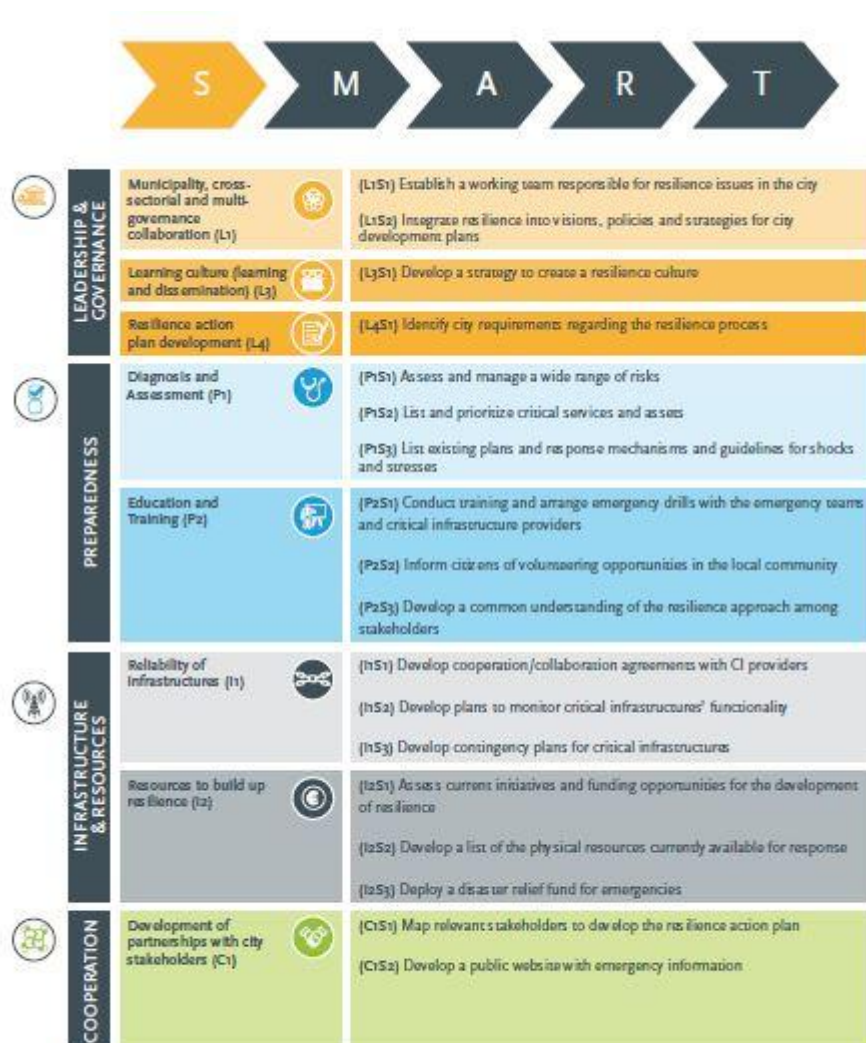 S M A R T
LEADERSHIP &
GOVERNANCE
Municipality, cross-
sectorial and multi-
governance
collaboration (L1)
(L1S1) Establish a working team responsible for resilience issues in the city
(L1S2) Integrate resilience into visions, policies and strategies for city
development plans
Learning culture (learning
and dissemination) (L3)
(L3S1) Develop a strategy to create a resilience culture
Resilience action
plan development (L4)
(L4S1) Identify city requirements regarding the resilience process
PREPAREDNESS
Diagnosis and
Assessment (P1)
(P1S1) Assess and manage a wide range of risks
(P1S2) List and prioritize critical services and assets
(P1S3) List existing plans and response mechanisms and guidelines for shocks
and stresses
Education and
Training (P2)
(P2S1) Conduct training and arrange emergency drills with the emergency teams
and critical infrastructure providers
(P2S2) Inform citizens of volunteering opportunities in the local community
(P2S3) Develop a common understanding of the resilience approach among
stakeholders
INFRASTRUCTURE
& RESOURCES
Reliability of
infrastructures (I1)
(I1S1) Develop cooperation/collaboration agreements with CI providers
(I1S2) Develop plans to monitor critical infrastructures' functionality
(I1S3) Develop contingency plans for critical infrastructures
Resources to build up
resilience (I2)
(I2S1) Assess current initiatives and funding opportunities for the development
of resilience
(I2S2) Develop a list of the physical resources currently available for response
(I2S3) Deploy a disaster relief fund for emergencies
COOPERATION
Development of
partnerships with city
stakeholders (C1)
(C1S1) Map relevant stakeholders to develop the resilience action plan
(C1S2) Develop a public website with emergency information